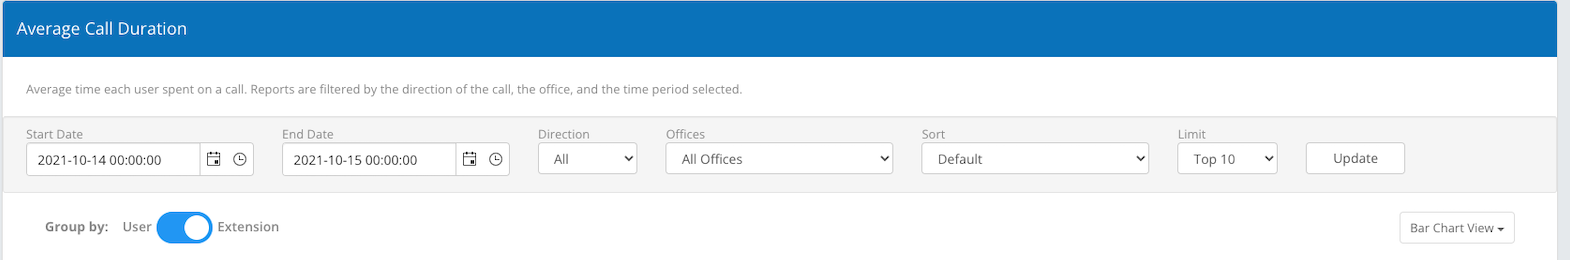 Average Call Duration
Average time each user spent on a call. Reports are filtered by the direction of the call, the office, and the time period selected.
Start Date End Date Direction Offices Sort Limit
2021-10-14 00:00:00 2021-10-15 00:00:00 All All Offices Default Top 10 Update
Group by: User Extension Bar Chart View